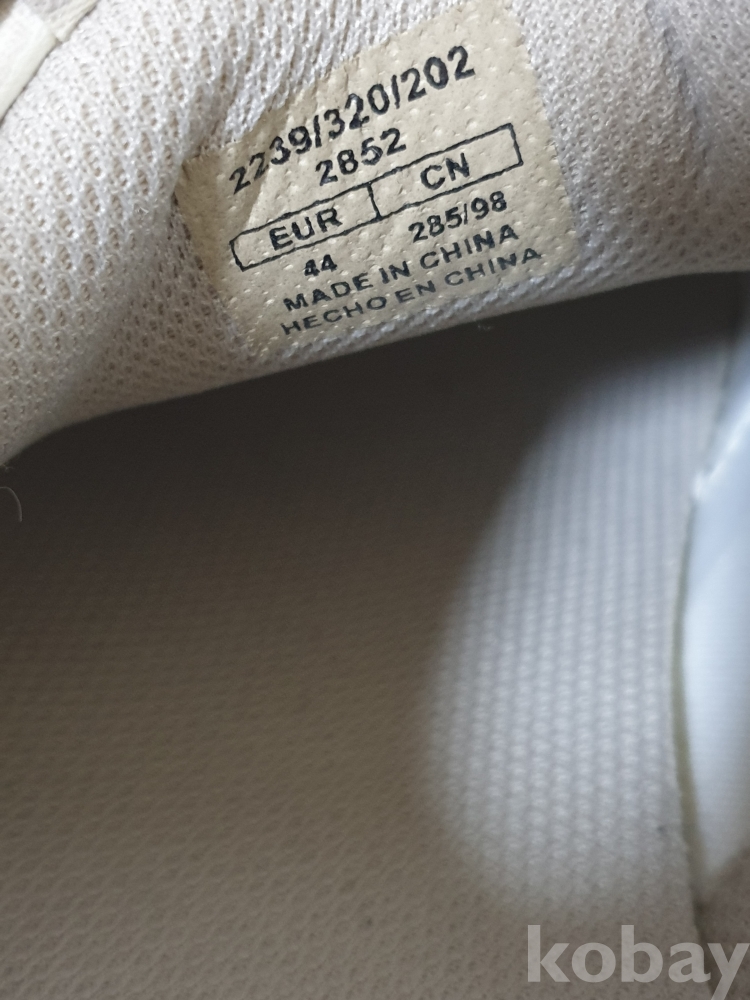 2239/320/202
2852
EUR CN
44 285/98
MADE IN CHINA
HECHO EN CHINA
kobay